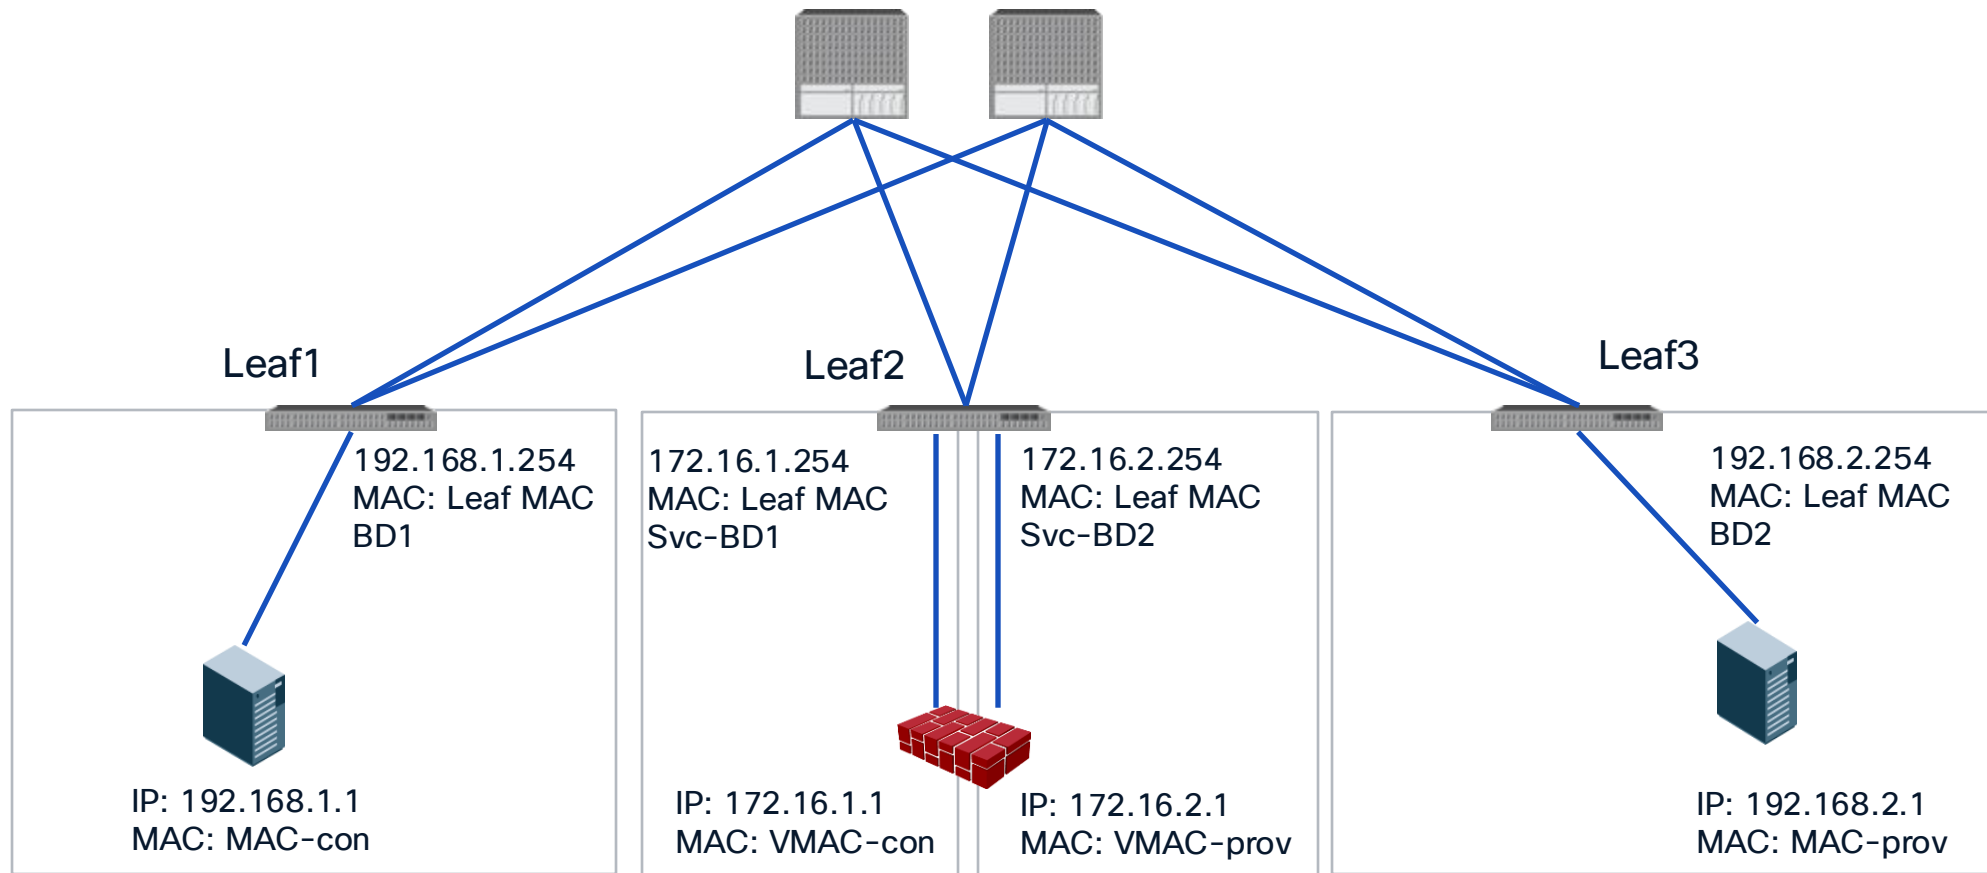 Leaf1
Leaf2
Leaf3
192.168.1.254
MAC: Leaf MAC
BD1
172.16.1.254
MAC: Leaf MAC
Svc-BD1
172.16.2.254
MAC: Leaf MAC
Svc-BD2
192.168.2.254
MAC: Leaf MAC
BD2
IP: 192.168.1.1
MAC: MAC-con
IP: 172.16.1.1
MAC: VMAC-con
IP: 172.16.2.1
MAC: VMAC-prov
IP: 192.168.2.1
MAC: MAC-prov